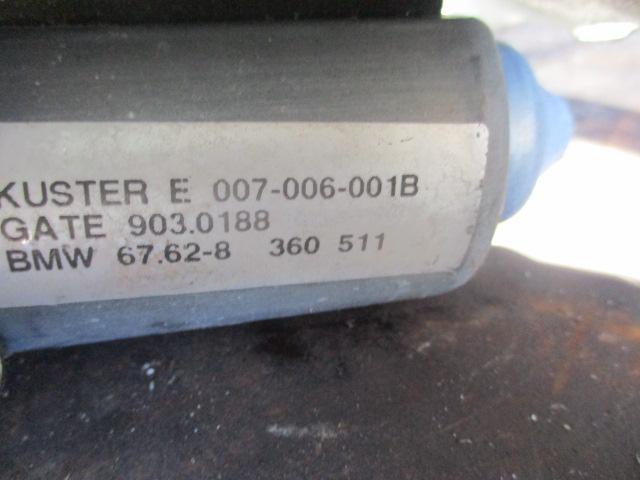 KUSTER E 007-006-001B
GATE 903.0188
BMW 67.62-8 360 511